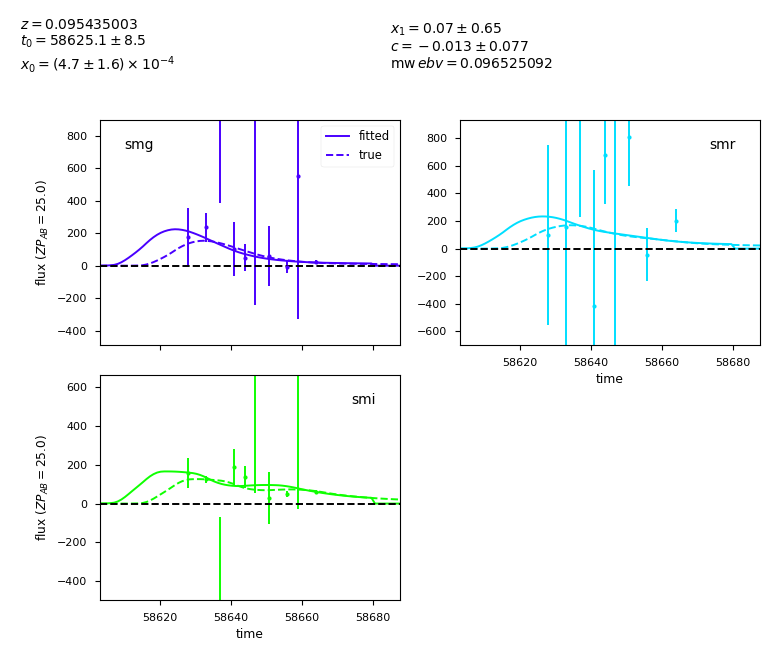 z = 0.095435003
t₀ = 58625.1 ± 8.5
x₀ = (4.7 ± 1.6) × 10⁻⁴
x₁ = 0.07 ± 0.65
c = −0.013 ± 0.077
mw ebv = 0.096525092
smg
fitted
true
800
600
400
200
0
−200
−400
flux (ZP_AB = 25.0)
smr
800
600
400
200
0
−200
−400
−600
58620 58640 58660 58680
time
smi
600
400
200
0
−200
−400
flux (ZP_AB = 25.0)
58620 58640 58660 58680
time